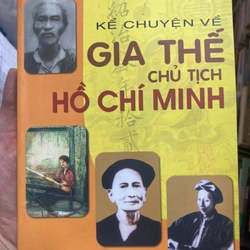 KỂ CHUYỆN VỀ
GIA THẾ
CHỦ TỊCH
HỒ CHÍ MINH